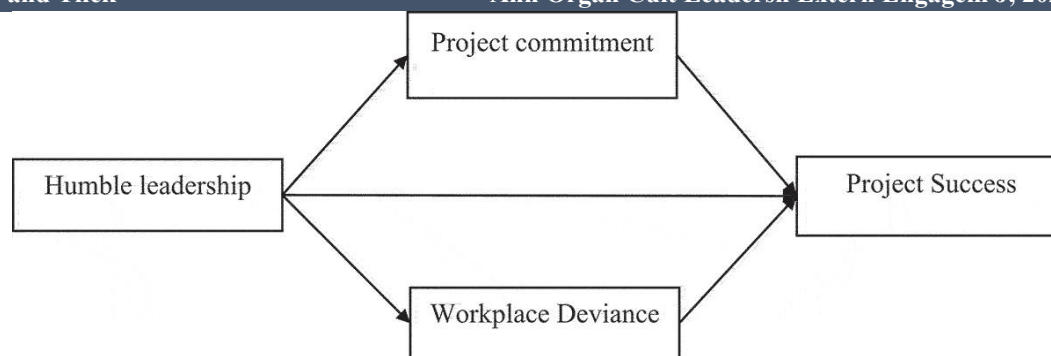 Project commitment
Humble leadership
Project Success
Workplace Deviance